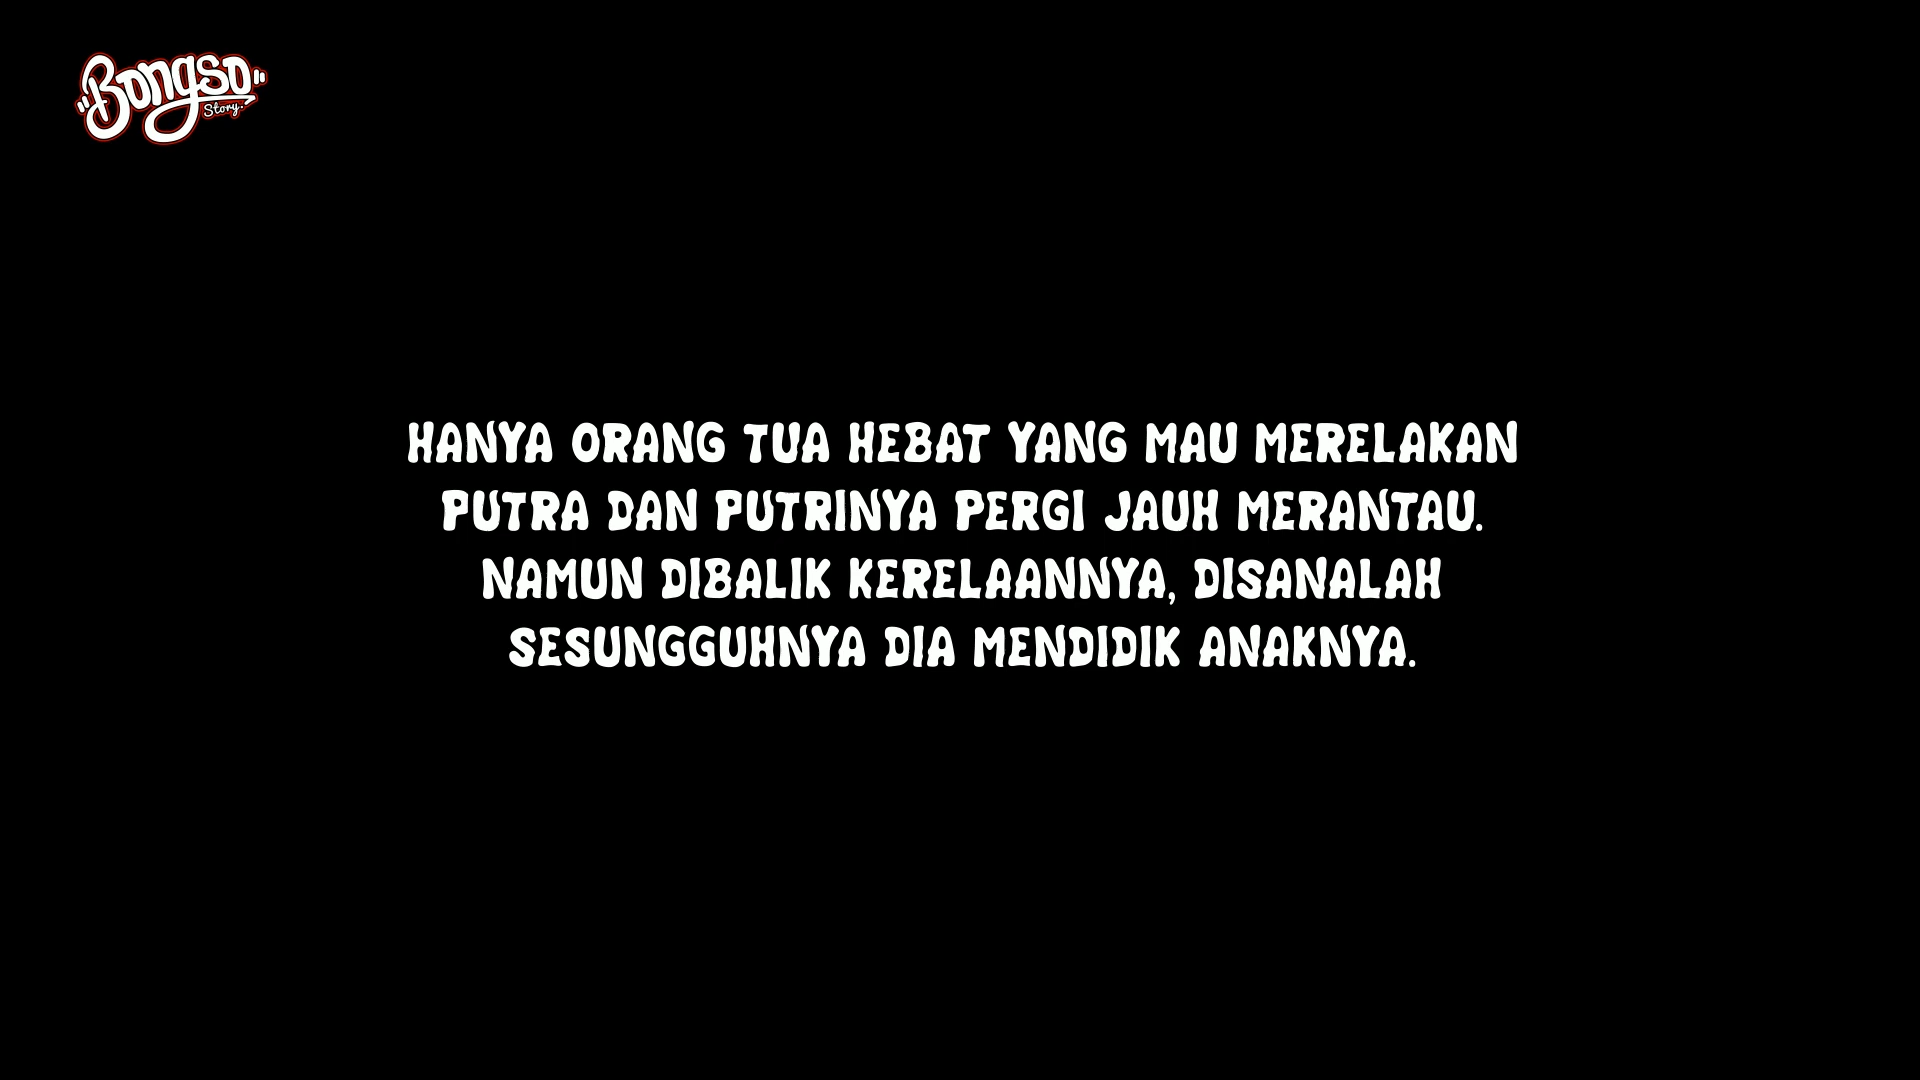 Bongso
Story.
HANYA ORANG TUA HEBAT YANG MAU MERELAKAN
PUTRA DAN PUTRINYA PERGI JAUH MERANTAU.
NAMUN DIBALIK KERELAANNYA, DISANALAH
SESUNGGUHNYA DIA MENDIDIK ANAKNYA.